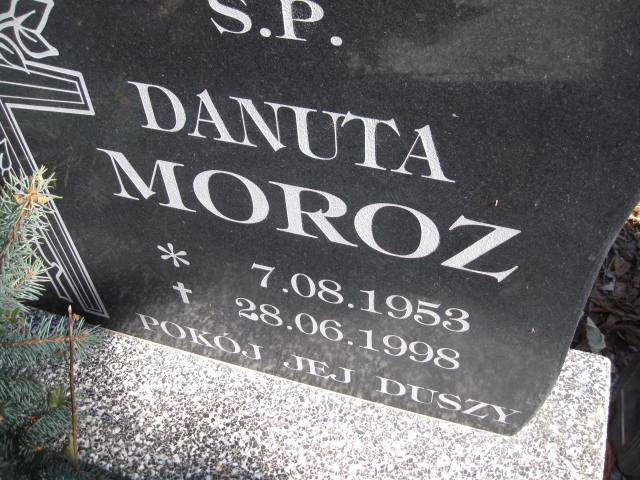 Ś.P.
DANUTA
MOROZ
* 7.08.1953
† 28.06.1998
POKÓJ JEJ DUSZY